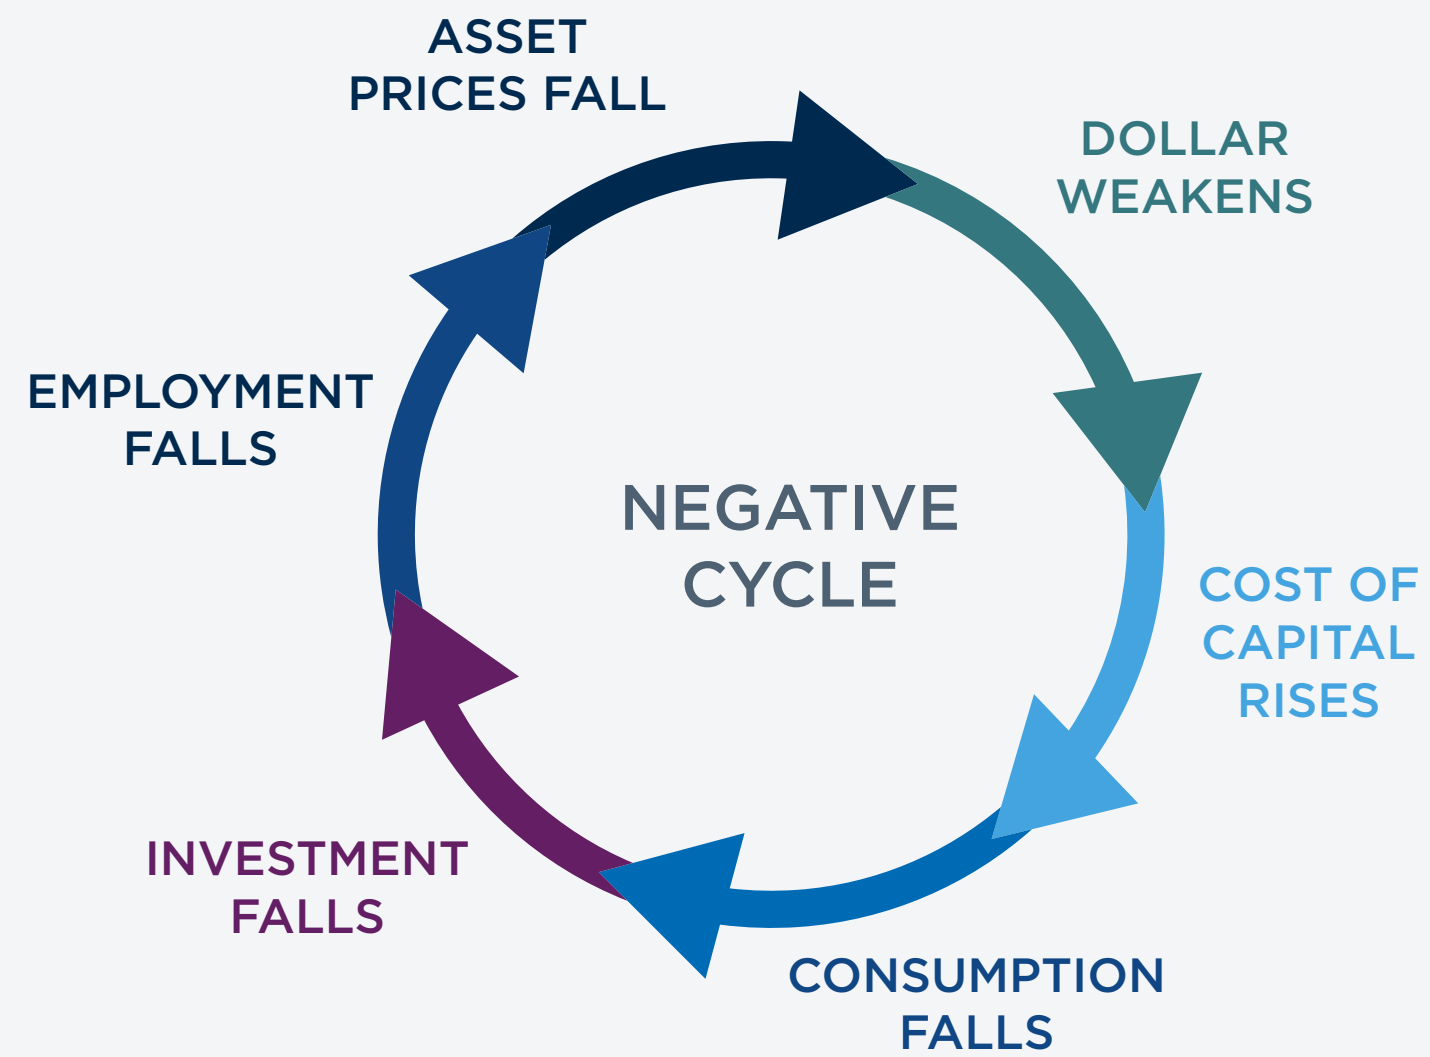 ASSET
PRICES FALL
DOLLAR
WEAKENS
EMPLOYMENT
FALLS
NEGATIVE
CYCLE
COST OF
CAPITAL
RISES
INVESTMENT
FALLS
CONSUMPTION
FALLS